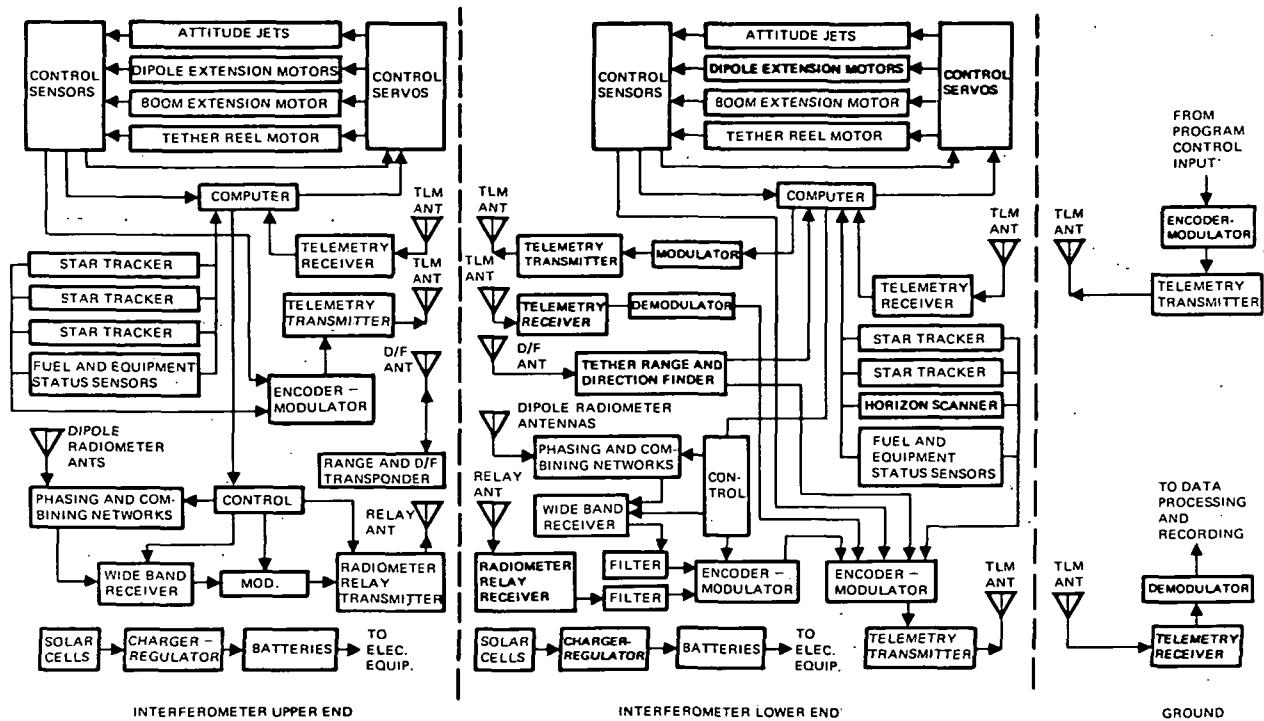 CONTROL
SENSORS
ATTITUDE JETS
DIPOLE EXTENSION MOTORS
BOOM EXTENSION MOTOR
TETHER REEL MOTOR
CONTROL
SERVOS
COMPUTER
TLM
ANT
TELEMETRY
RECEIVER
TLM
ANT
STAR TRACKER
STAR TRACKER
STAR TRACKER
FUEL AND EQUIPMENT
STATUS SENSORS
TELEMETRY
TRANSMITTER
ENCODER –
MODULATOR
D/F
ANT
RANGE AND D/F
TRANSPONDER
DIPOLE
RADIOMETER
ANTS
PHASING AND COM-
BINING NETWORKS
CONTROL
RELAY
ANT
WIDE BAND
RECEIVER
MOD.
RADIOMETER
RELAY
TRANSMITTER
SOLAR
CELLS
CHARGER –
REGULATOR
BATTERIES
TO
ELEC.
EQUIP.
INTERFEROMETER UPPER END
CONTROL
SENSORS
ATTITUDE JETS
DIPOLE EXTENSION MOTORS
BOOM EXTENSION MOTOR
TETHER REEL MOTOR
CONTROL
SERVOS
COMPUTER
TLM
ANT
TELEMETRY
TRANSMITTER
MODULATOR
TLM
ANT
TLM
ANT
TELEMETRY
RECEIVER
DEMODULATOR
TELEMETRY
RECEIVER
D/F
ANT
TETHER RANGE AND
DIRECTION FINDER
STAR TRACKER
STAR TRACKER
HORIZON SCANNER
FUEL AND
EQUIPMENT
STATUS SENSORS
DIPOLE RADIOMETER
ANTENNAS
PHASING AND COM-
BINING NETWORKS
CON-
TROL
RELAY
ANT
WIDE BAND
RECEIVER
RADIOMETER
RELAY
RECEIVER
FILTER
FILTER
ENCODER –
MODULATOR
ENCODER –
MODULATOR
TLM
ANT
SOLAR
CELLS
CHARGER-
REGULATOR
BATTERIES
TO
ELEC.
EQUIP.
TELEMETRY
TRANSMITTER
INTERFEROMETER LOWER END
FROM
PROGRAM
CONTROL
INPUT
ENCODER-
MODULATOR
TLM
ANT
TELEMETRY
TRANSMITTER
TO DATA
PROCESSING
AND
RECORDING
TLM
ANT
DEMODULATOR
TELEMETRY
RECEIVER
GROUND